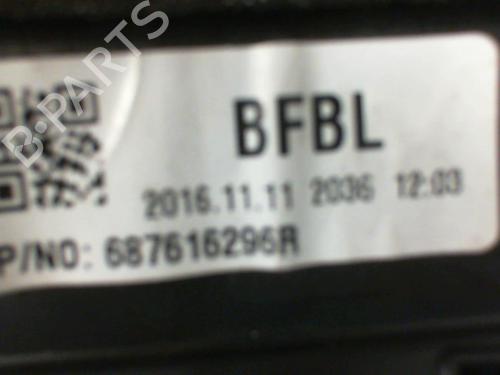 B-PARTS
BFBL
2016.11.11 2036 12:03
P/NO: 687616296R